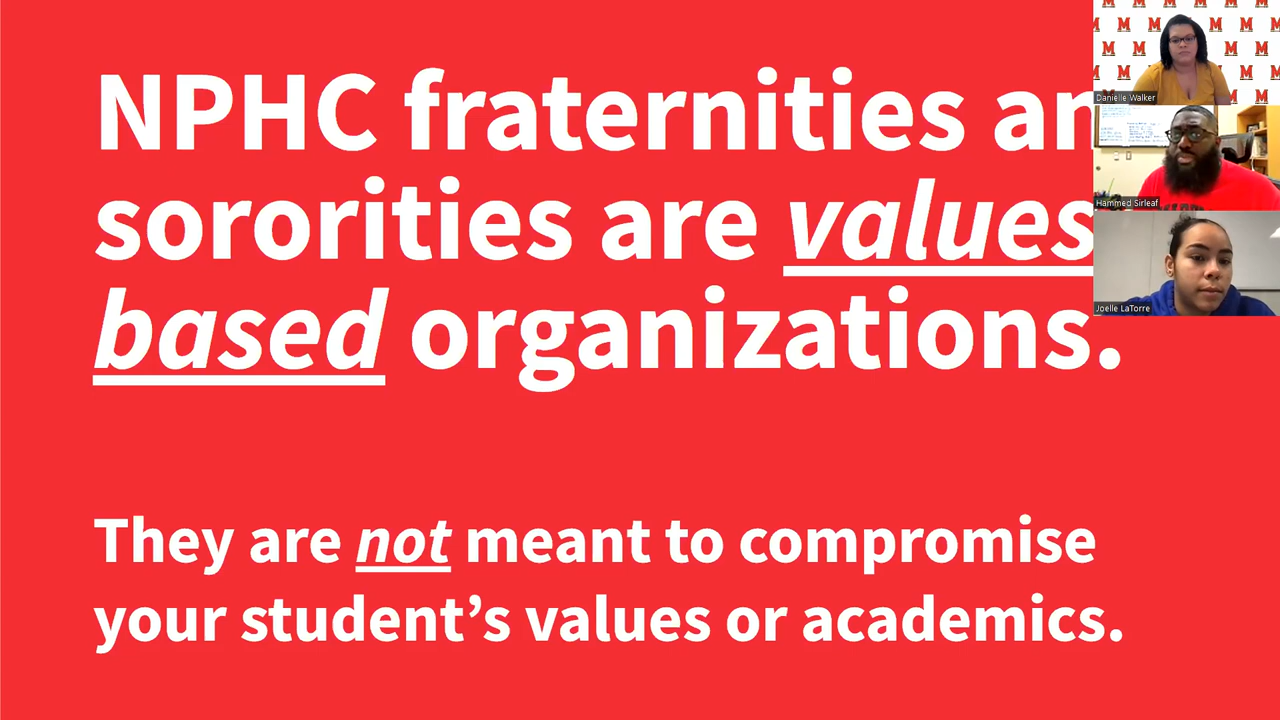 NPHC fraternities an
sororities are values
based organizations.
They are not meant to compromise
your student's values or academics.
M M M M
Danielle Walker
Hammed Sirleaf
Joelle LaTorre